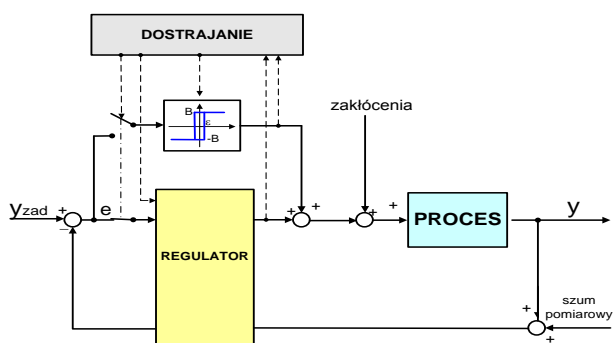 DOSTRAJANIE
zakłócenia
B
ε
-B
+
+
+
+
+
yzad
+
e
−
REGULATOR
PROCES
y
+
szum
pomiarowy
+